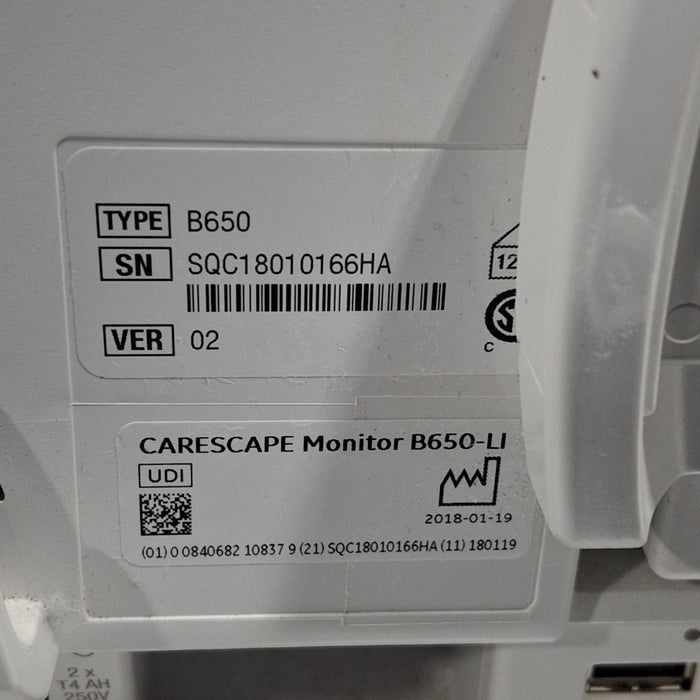 TYPE B650
SN SQC18010166HA
12
C
VER 02
CARESCAPE Monitor B650-LI
UDI
2018-01-19
(01) 0 0840682 10837 9 (21) SQC18010166HA (11) 180119
2 x
T4 AH
250V